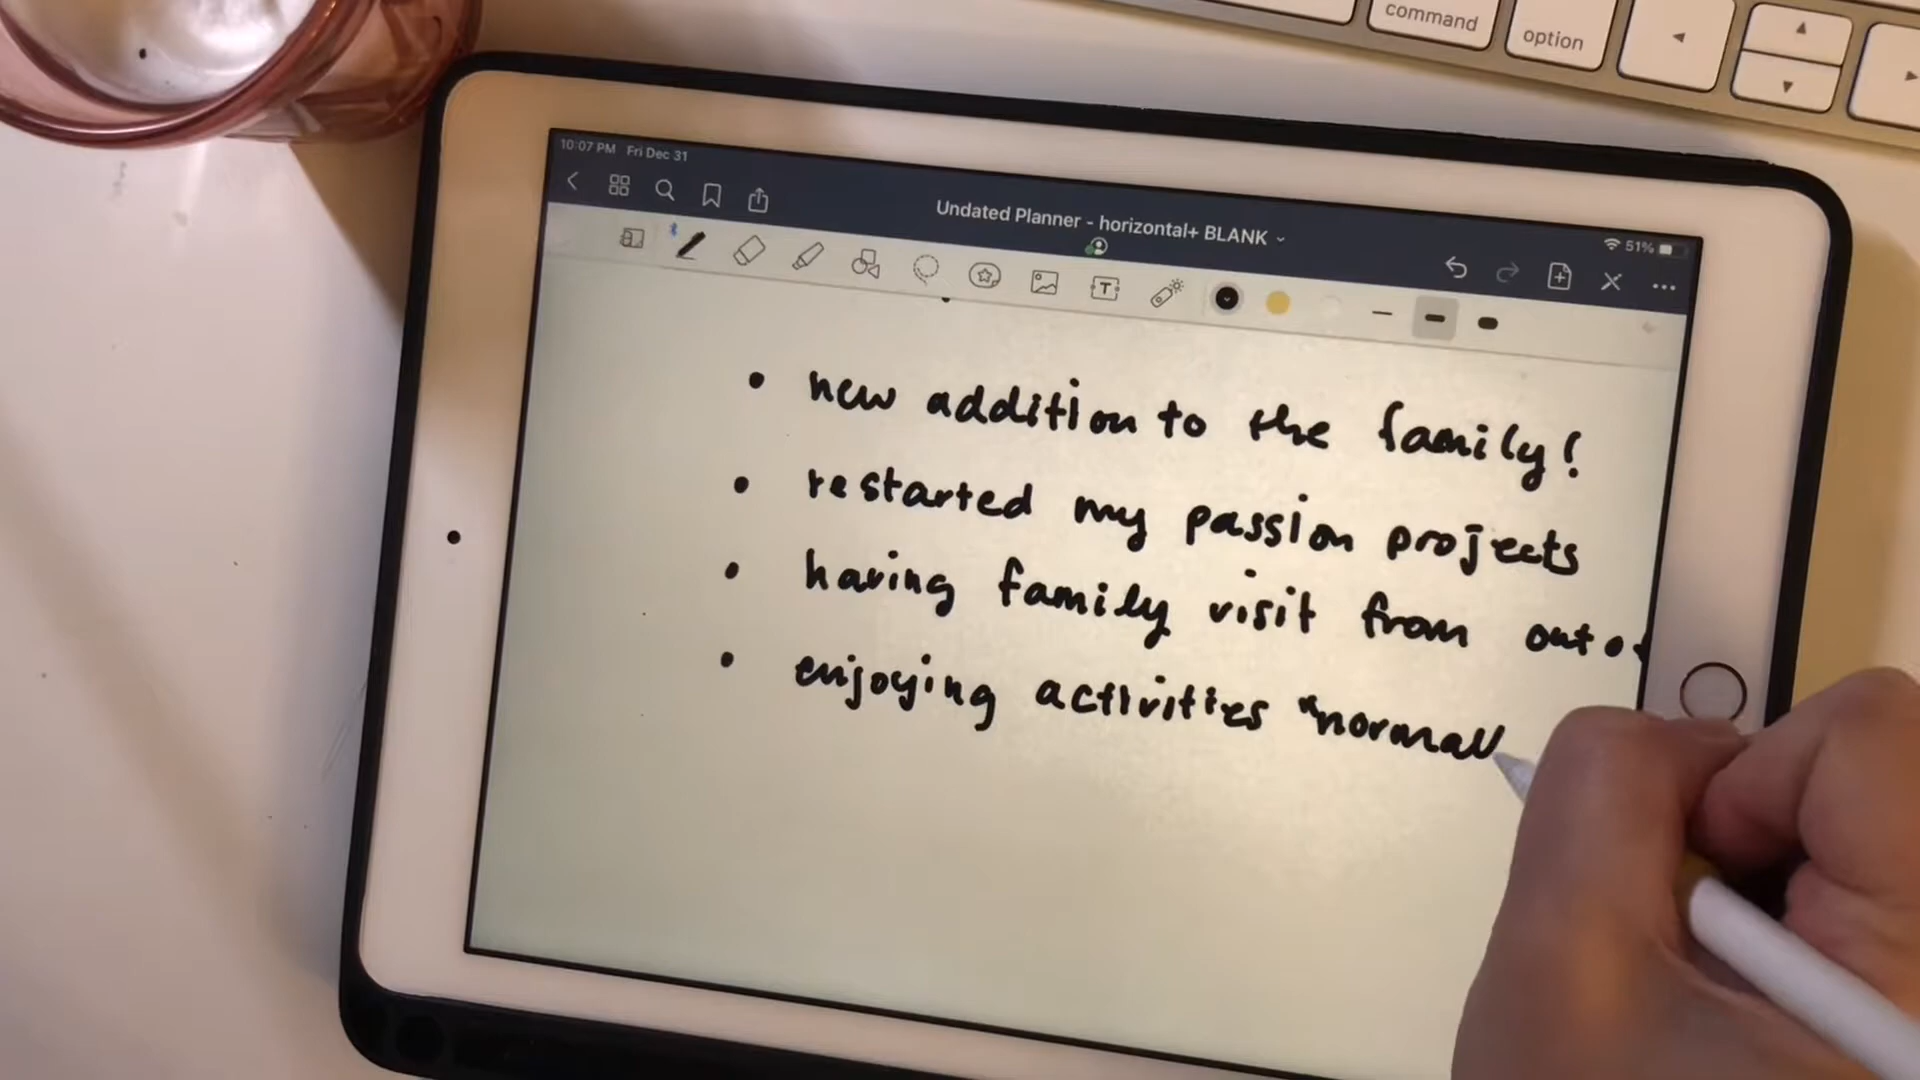 command
option
10:07 PM Fri Dec 31
Undated Planner - horizontal+ BLANK
51%
T
• new addition to the family!
• restarted my passion projects
• having family visit from out
• enjoying activities "normal